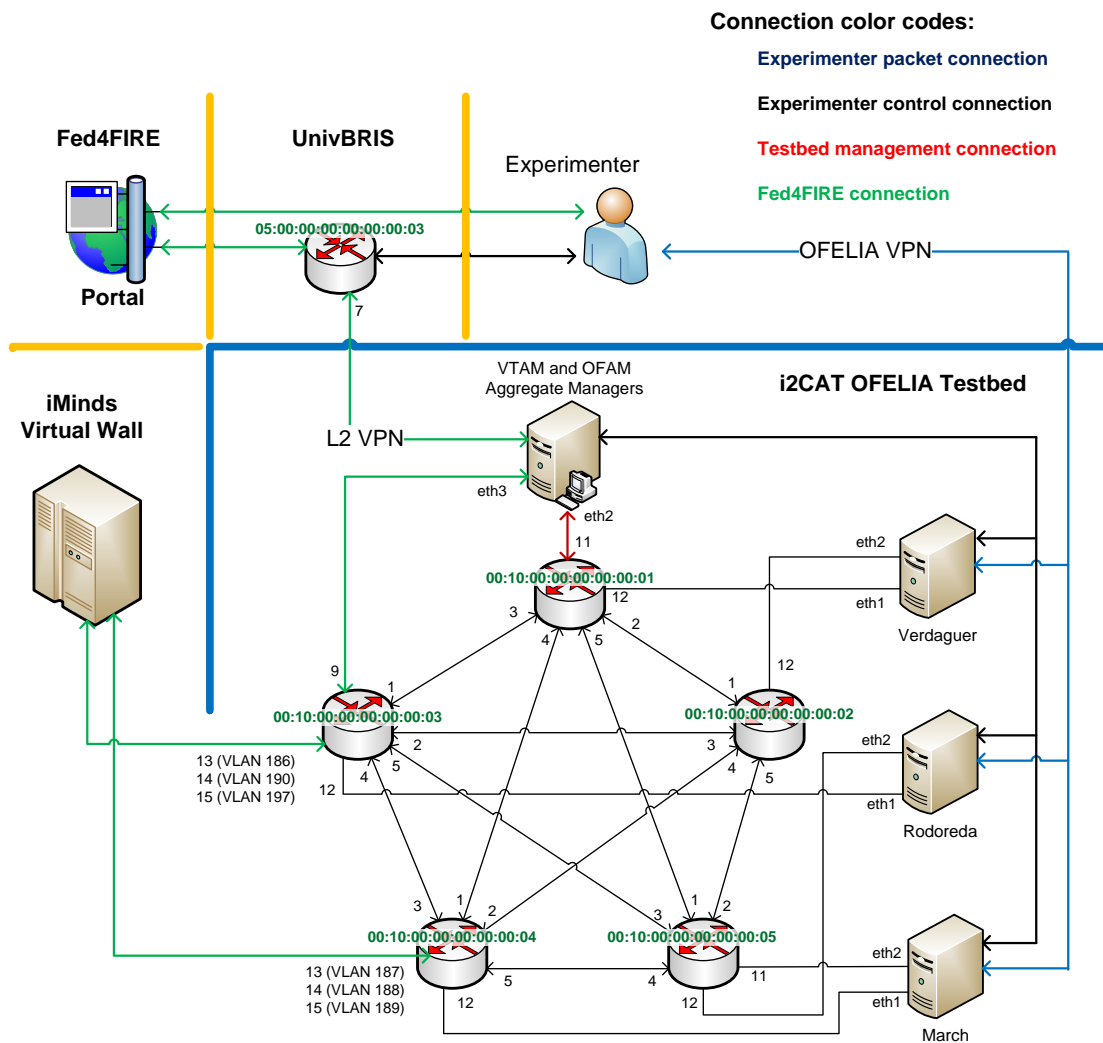 Connection color codes:
Experimenter packet connection
Experimenter control connection
Testbed management connection
Fed4FIRE connection
Fed4FIRE
UnivBRIS
Experimenter
05:00:00:00:00:00:00:03
OFELIA VPN
Portal
7
VTAM and OFAM
Aggregate Managers
i2CAT OFELIA Testbed
iMinds
Virtual Wall
L2 VPN
eth3
eth2
11
eth2
00:10:00:00:00:00:00:01
12
eth1
3
4
5
2
Verdaguer
9
1
1
12
00:10:00:00:00:00:00:03
00:10:00:00:00:00:00:02
2
3
eth2
5
4
4
5
13 (VLAN 186)
14 (VLAN 190)
15 (VLAN 197)
12
eth1
Rodoreda
3
1
2
1
2
3
00:10:00:00:00:00:00:04
00:10:00:00:00:00:00:05
eth2
13 (VLAN 187)
14 (VLAN 188)
15 (VLAN 189)
5
4
11
12
12
eth1
March